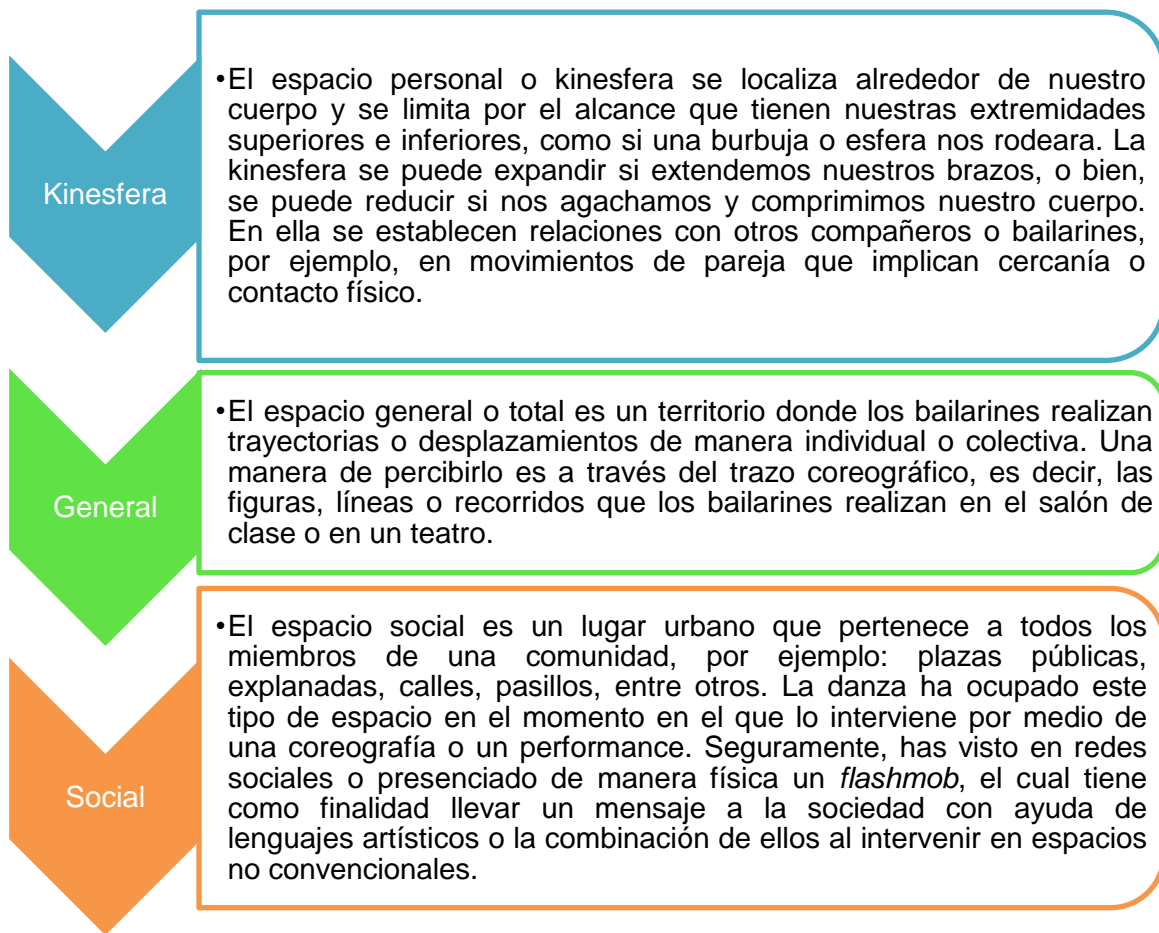 Kinesfera
•El espacio personal o kinesfera se localiza alrededor de nuestro
cuerpo y se limita por el alcance que tienen nuestras extremidades
superiores e inferiores, como si una burbuja o esfera nos rodeara. La
kinesfera se puede expandir si extendemos nuestros brazos, o bien,
se puede reducir si nos agachamos y comprimimos nuestro cuerpo.
En ella se establecen relaciones con otros compañeros o bailarines,
por ejemplo, en movimientos de pareja que implican cercanía o
contacto físico.
General
•El espacio general o total es un territorio donde los bailarines realizan
trayectorias o desplazamientos de manera individual o colectiva. Una
manera de percibirlo es a través del trazo coreográfico, es decir, las
figuras, líneas o recorridos que los bailarines realizan en el salón de
clase o en un teatro.
Social
•El espacio social es un lugar urbano que pertenece a todos los
miembros de una comunidad, por ejemplo: plazas públicas,
explanadas, calles, pasillos, entre otros. La danza ha ocupado este
tipo de espacio en el momento en el que lo interviene por medio de
una coreografía o un performance. Seguramente, has visto en redes
sociales o presenciado de manera física un flashmob, el cual tiene
como finalidad llevar un mensaje a la sociedad con ayuda de
lenguajes artísticos o la combinación de ellos al intervenir en espacios
no convencionales.